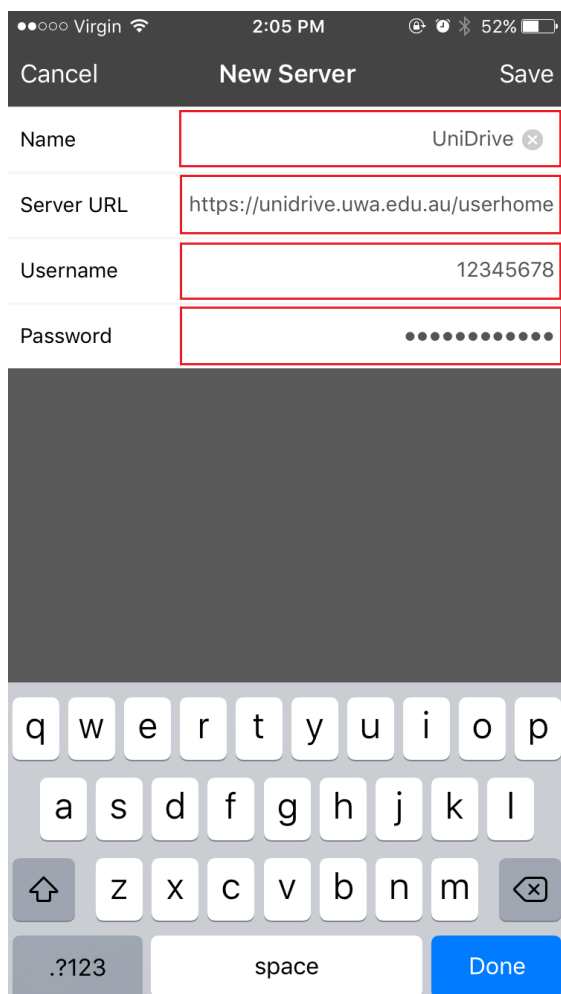 Virgin 2:05 PM 52%
Cancel New Server Save
Name UniDrive
Server URL https://unidrive.uwa.edu.au/userhome
Username 12345678
Password ••••••••••••
q w e r t y u i o p
a s d f g h j k l
z x c v b n m
.?123 space Done